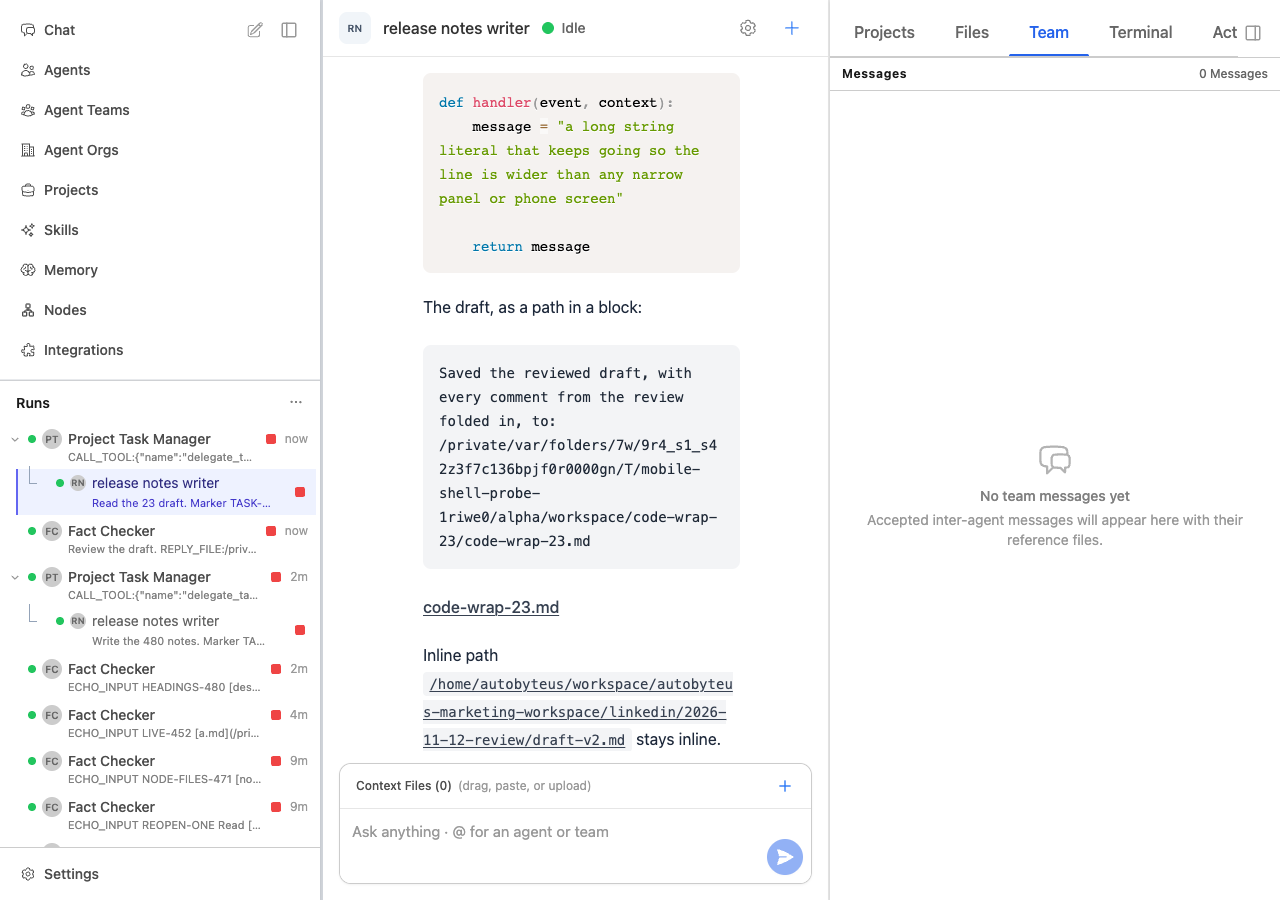 Chat
Agents
Agent Teams
Agent Orgs
Projects
Skills
Memory
Nodes
Integrations
Runs
PT Project Task Manager now
CALL_TOOL:{"name":"delegate_t...
RN release notes writer
Read the 23 draft. Marker TASK-...
FC Fact Checker now
Review the draft. REPLY_FILE:/priv...
PT Project Task Manager 2m
CALL_TOOL:{"name":"delegate_ta...
RN release notes writer
Write the 480 notes. Marker TA...
FC Fact Checker 2m
ECHO_INPUT HEADINGS-480 [des...
FC Fact Checker 4m
ECHO_INPUT LIVE-452 [a.md](/pri...
FC Fact Checker 9m
ECHO_INPUT NODE-FILES-471 [no...
FC Fact Checker 9m
ECHO_INPUT REOPEN-ONE Read [...
Settings
RN release notes writer Idle
def handler(event, context):
message = "a long string
literal that keeps going so the
line is wider than any narrow
panel or phone screen"
return message
The draft, as a path in a block:
Saved the reviewed draft, with
every comment from the review
folded in, to:
/private/var/folders/7w/9r4_s1_s4
2z3f7c136bpjf0r0000gn/T/mobile-
shell-probe-
1riwe0/alpha/workspace/code-wrap-
23/code-wrap-23.md
code-wrap-23.md
Inline path
/home/autobyteus/workspace/autobyteu
s-marketing-workspace/linkedin/2026-
11-12-review/draft-v2.md stays inline.
Context Files (0) (drag, paste, or upload)
Ask anything · @ for an agent or team
Projects Files Team Terminal Act
Messages 0 Messages
No team messages yet
Accepted inter-agent messages will appear here with their
reference files.